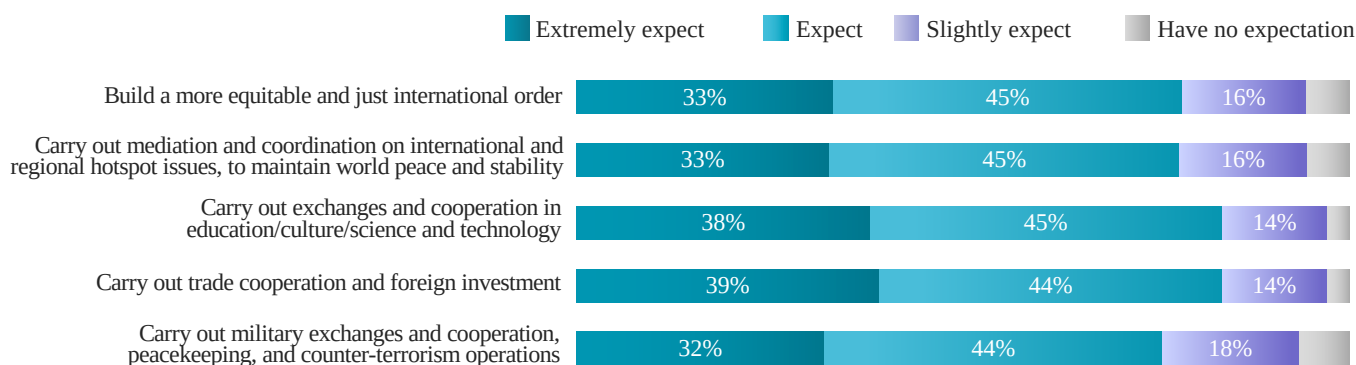 Extremely expect Expect Slightly expect Have no expectation
Build a more equitable and just international order
33% 45% 16%
Carry out mediation and coordination on international and
regional hotspot issues, to maintain world peace and stability
33% 45% 16%
Carry out exchanges and cooperation in
education/culture/science and technology
38% 45% 14%
Carry out trade cooperation and foreign investment
39% 44% 14%
Carry out military exchanges and cooperation,
peacekeeping, and counter-terrorism operations
32% 44% 18%